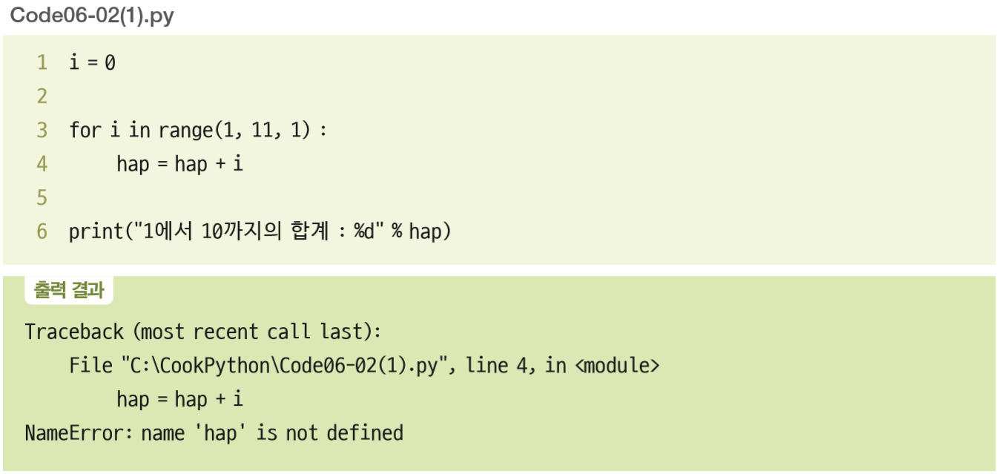 Code06-02(1).py
1 i = 0
2
3 for i in range(1, 11, 1) :
4 hap = hap + i
5
6 print("1에서 10까지의 합계 : %d" % hap)
출력 결과
Traceback (most recent call last):
File "C:\CookPython\Code06-02(1).py", line 4, in <module>
hap = hap + i
NameError: name 'hap' is not defined